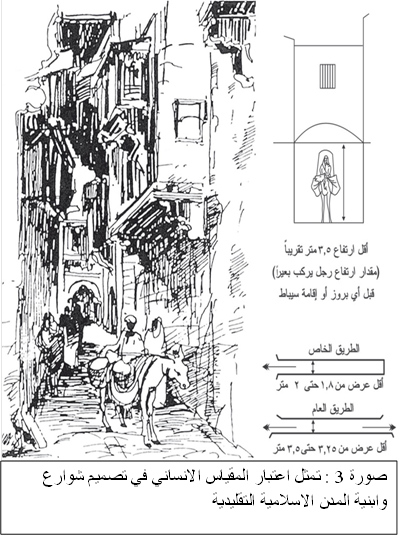 أقل ارتفاع ٣,٥ متر تقريباً
(مقدار ارتفاع رجل يركب بعيراً)
قبل أي بروز أو إقامة سيباط
الطريق الخاص
أقل عرض من ١,٨ حتى ٢ متر
الطريق العام
أقل عرض من ٣,٢٥ حتى ٣,٥ متر
صورة 3 : تمثل اعتبار المقياس الانساني في تصميم شوارع
وابنية المدن الاسلامية التقليدية